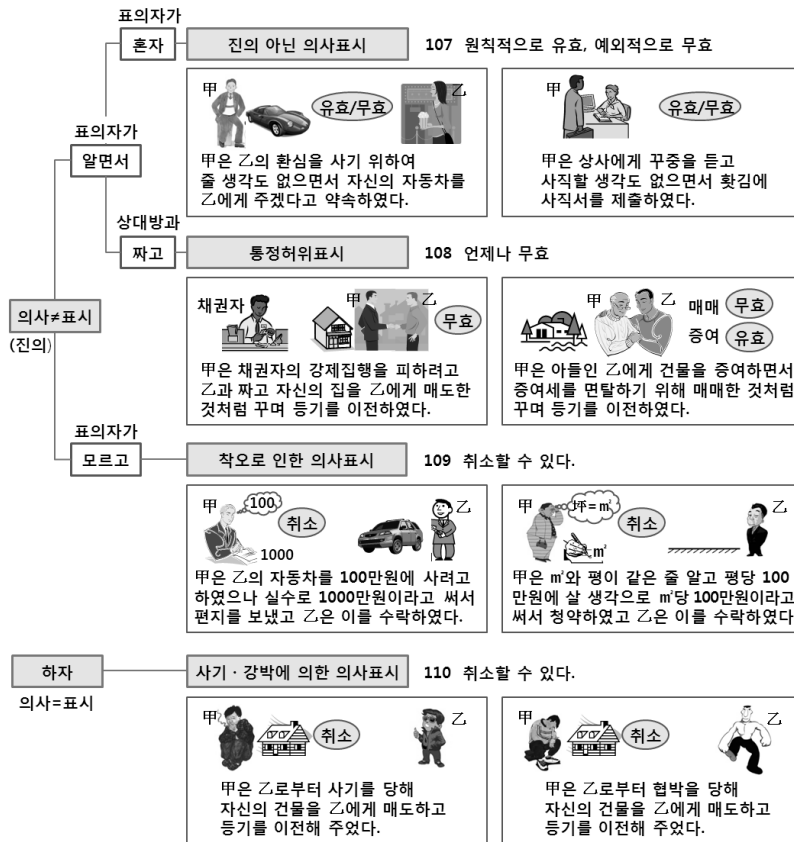 표의자가
혼자
진의 아닌 의사표시
107 원칙적으로 유효, 예외적으로 무효
甲
유효/무효
乙
甲은 乙의 환심을 사기 위하여
줄 생각도 없으면서 자신의 자동차를
乙에게 주겠다고 약속하였다.
甲
유효/무효
甲은 상사에게 꾸중을 듣고
사직할 생각도 없으면서 홧김에
사직서를 제출하였다.
표의자가
알면서
상대방과
짜고
통정허위표시
108 언제나 무효
의사≠표시
(진의)
채권자
甲
乙
무효
甲은 채권자의 강제집행을 피하려고
乙과 짜고 자신의 집을 乙에게 매도한
것처럼 꾸며 등기를 이전하였다.
甲
乙
매매 무효
증여 유효
甲은 아들인 乙에게 건물을 증여하면서
증여세를 면탈하기 위해 매매한 것처럼
꾸며 등기를 이전하였다.
표의자가
모르고
착오로 인한 의사표시
109 취소할 수 있다.
甲
100
취소
1000
乙
甲은 乙의 자동차를 100만원에 사려고
하였으나 실수로 1000만원이라고 써서
편지를 보냈고 乙은 이를 수락하였다.
甲
坪=㎡
취소
㎡
乙
甲은 ㎡와 평이 같은 줄 알고 평당 100
만원에 살 생각으로 ㎡당 100만원이라고
써서 청약하였고 乙은 이를 수락하였다
하자
의사=표시
사기 · 강박에 의한 의사표시
110 취소할 수 있다.
甲
취소
乙
甲은 乙로부터 사기를 당해
자신의 건물을 乙에게 매도하고
등기를 이전해 주었다.
甲
취소
乙
甲은 乙로부터 협박을 당해
자신의 건물을 乙에게 매도하고
등기를 이전해 주었다.